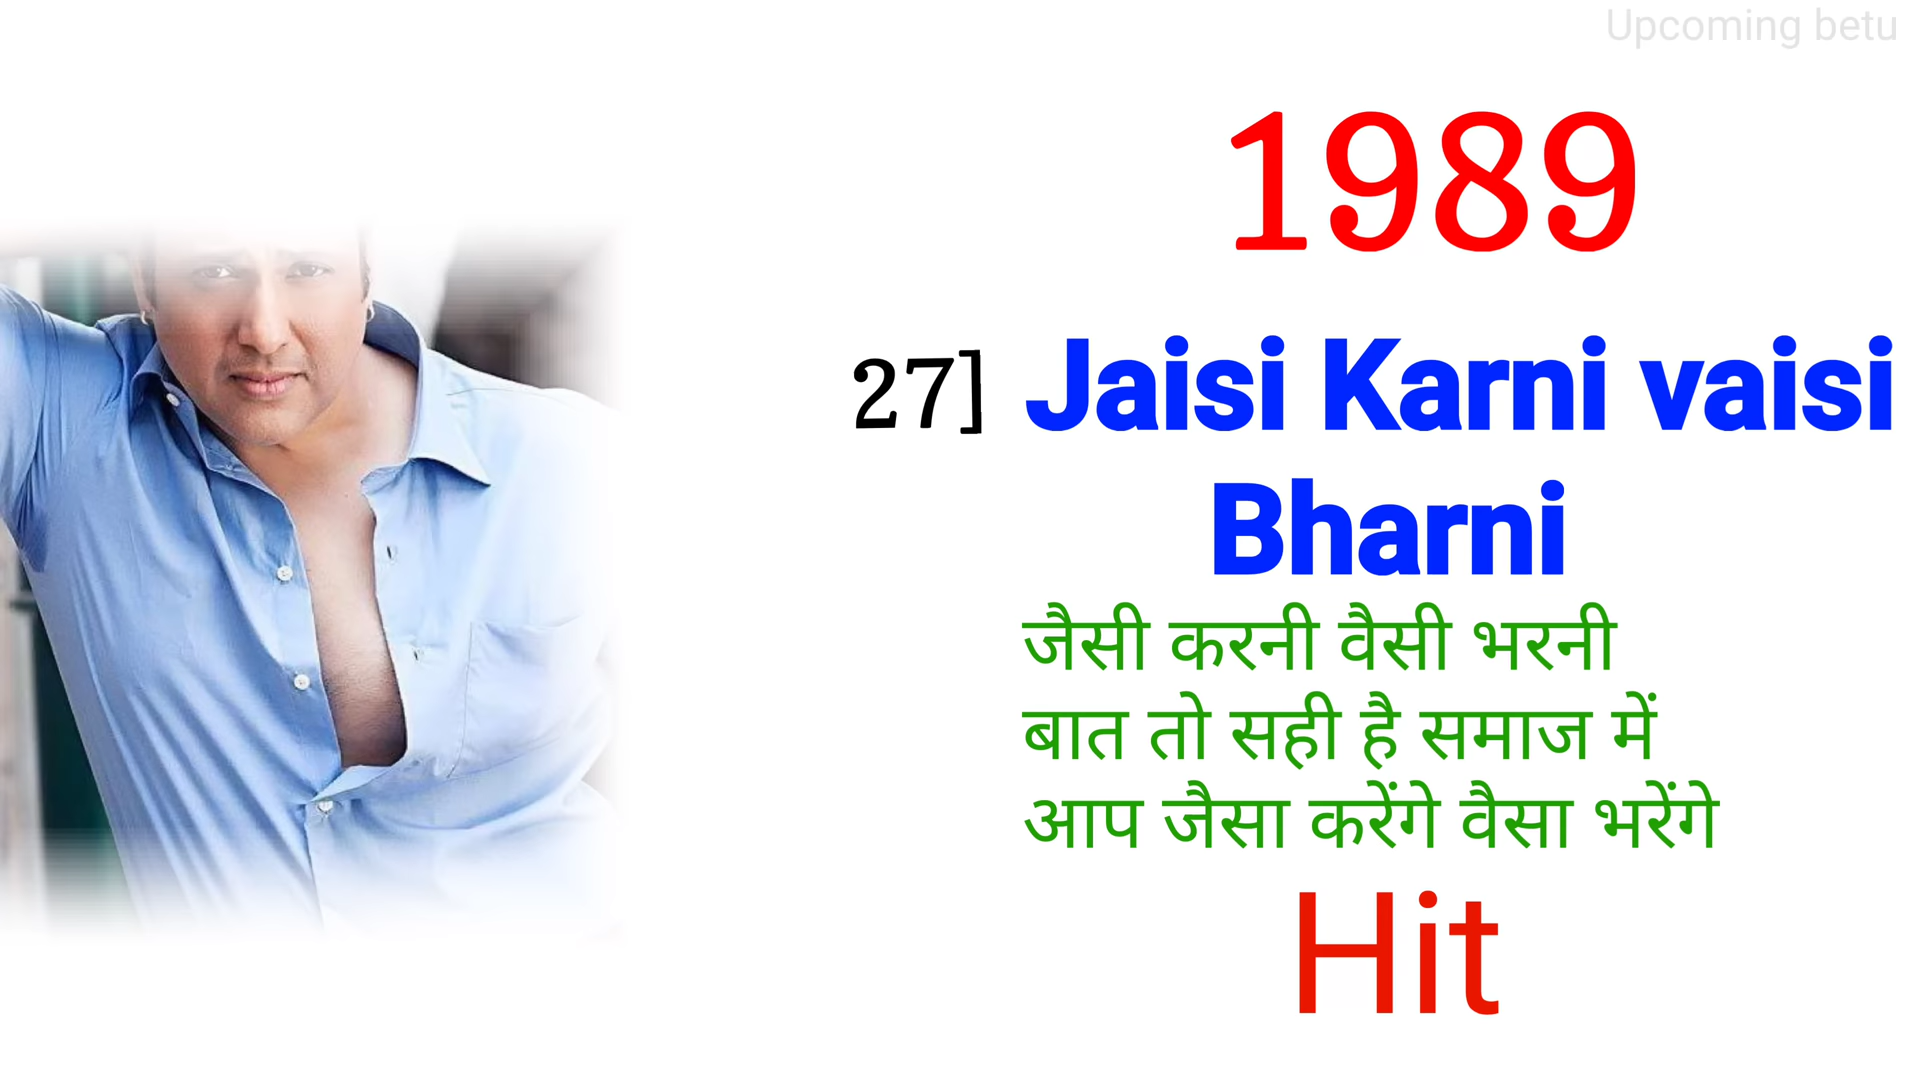 Upcoming betu
1989
27] Jaisi Karni vaisi
Bharni
जैसी करनी वैसी भरनी
बात तो सही है समाज में
आप जैसा करेंगे वैसा भरेंगे
Hit